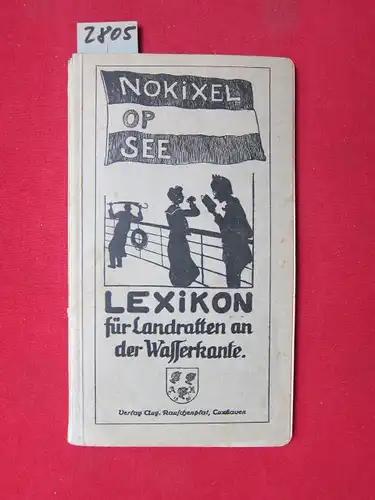 2805
NOKiXEL
OP
SEE
LEXiKON
für Landratten an
der Wasserkante.
Verlag Aug. Rauschenplat, Cuxhaven